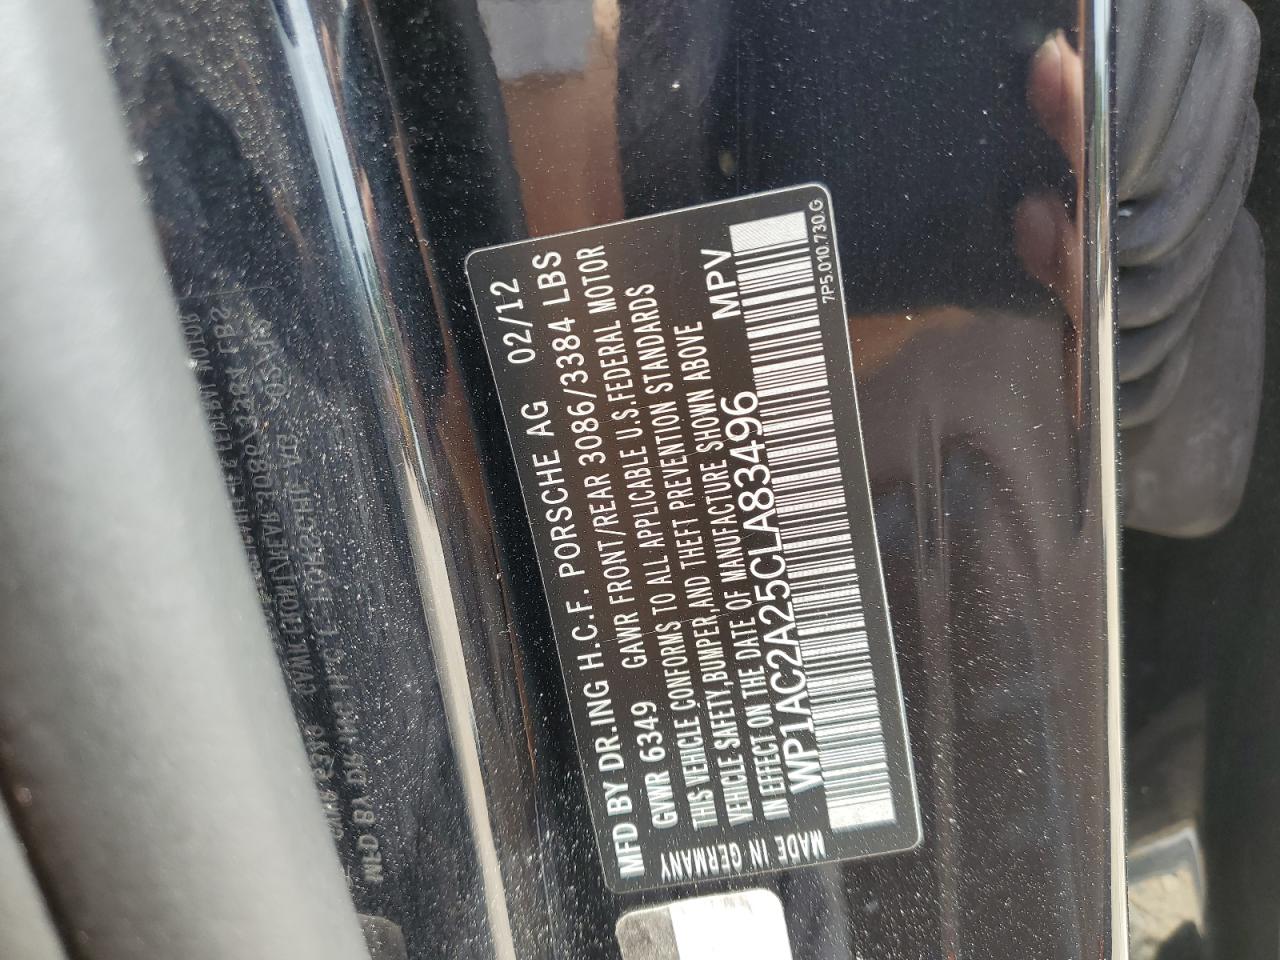 MFD BY DR.ING H.C.F. PORSCHE AG 02/12
GVWR 6349 GAWR FRONT/REAR 3086/3384 LBS
THIS VEHICLE CONFORMS TO ALL APPLICABLE U.S.FEDERAL MOTOR
VEHICLE SAFETY,BUMPER,AND THEFT PREVENTION STANDARDS
IN EFFECT ON THE DATE OF MANUFACTURE SHOWN ABOVE
WP1AC2A25CLA83496 MPV
MADE IN GERMANY
7P5.010.730.G